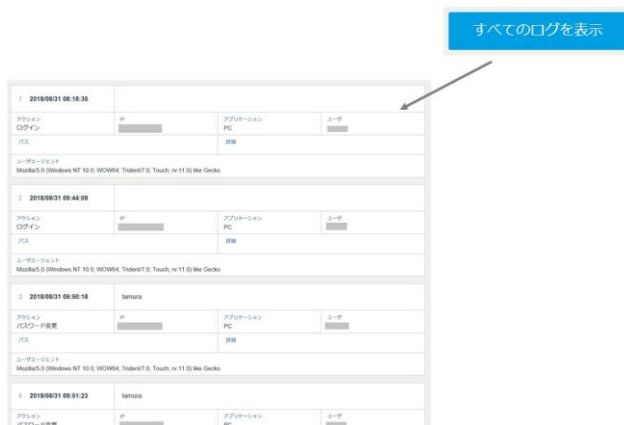 すべてのログを表示
1 2018/08/31 08:18:35
アクション IP アプリケーション ユーザ
ログイン PC
パス 詳細
ユーザエージェント
Mozilla/5.0 (Windows NT 10.0; WOW64; Trident/7.0; Touch; rv:11.0) like Gecko
2 2018/08/31 09:44:09
アクション IP アプリケーション ユーザ
ログイン PC
パス 詳細
ユーザエージェント
Mozilla/5.0 (Windows NT 10.0; WOW64; Trident/7.0; Touch; rv:11.0) like Gecko
3 2018/08/31 09:50:18 tamura
アクション IP アプリケーション ユーザ
パスワード変更 PC
パス 詳細
ユーザエージェント
Mozilla/5.0 (Windows NT 10.0; WOW64; Trident/7.0; Touch; rv:11.0) like Gecko
4 2018/08/31 09:51:23 tamura
アクション IP アプリケーション ユーザ
パスワード変更 PC